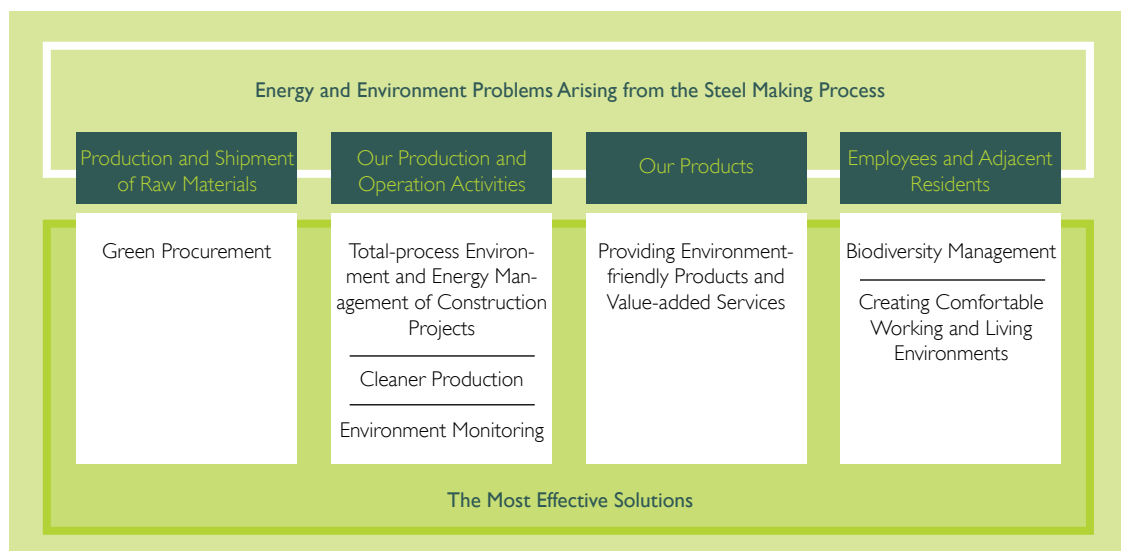 Energy and Environment Problems Arising from the Steel Making Process
Production and Shipment
of Raw Materials
Our Production and
Operation Activities
Our Products
Employees and Adjacent
Residents
Green Procurement
Total-process Environ-
ment and Energy Man-
agement of Construction
Projects
Cleaner Production
Environment Monitoring
Providing Environment-
friendly Products and
Value-added Services
Biodiversity Management
Creating Comfortable
Working and Living
Environments
The Most Effective Solutions